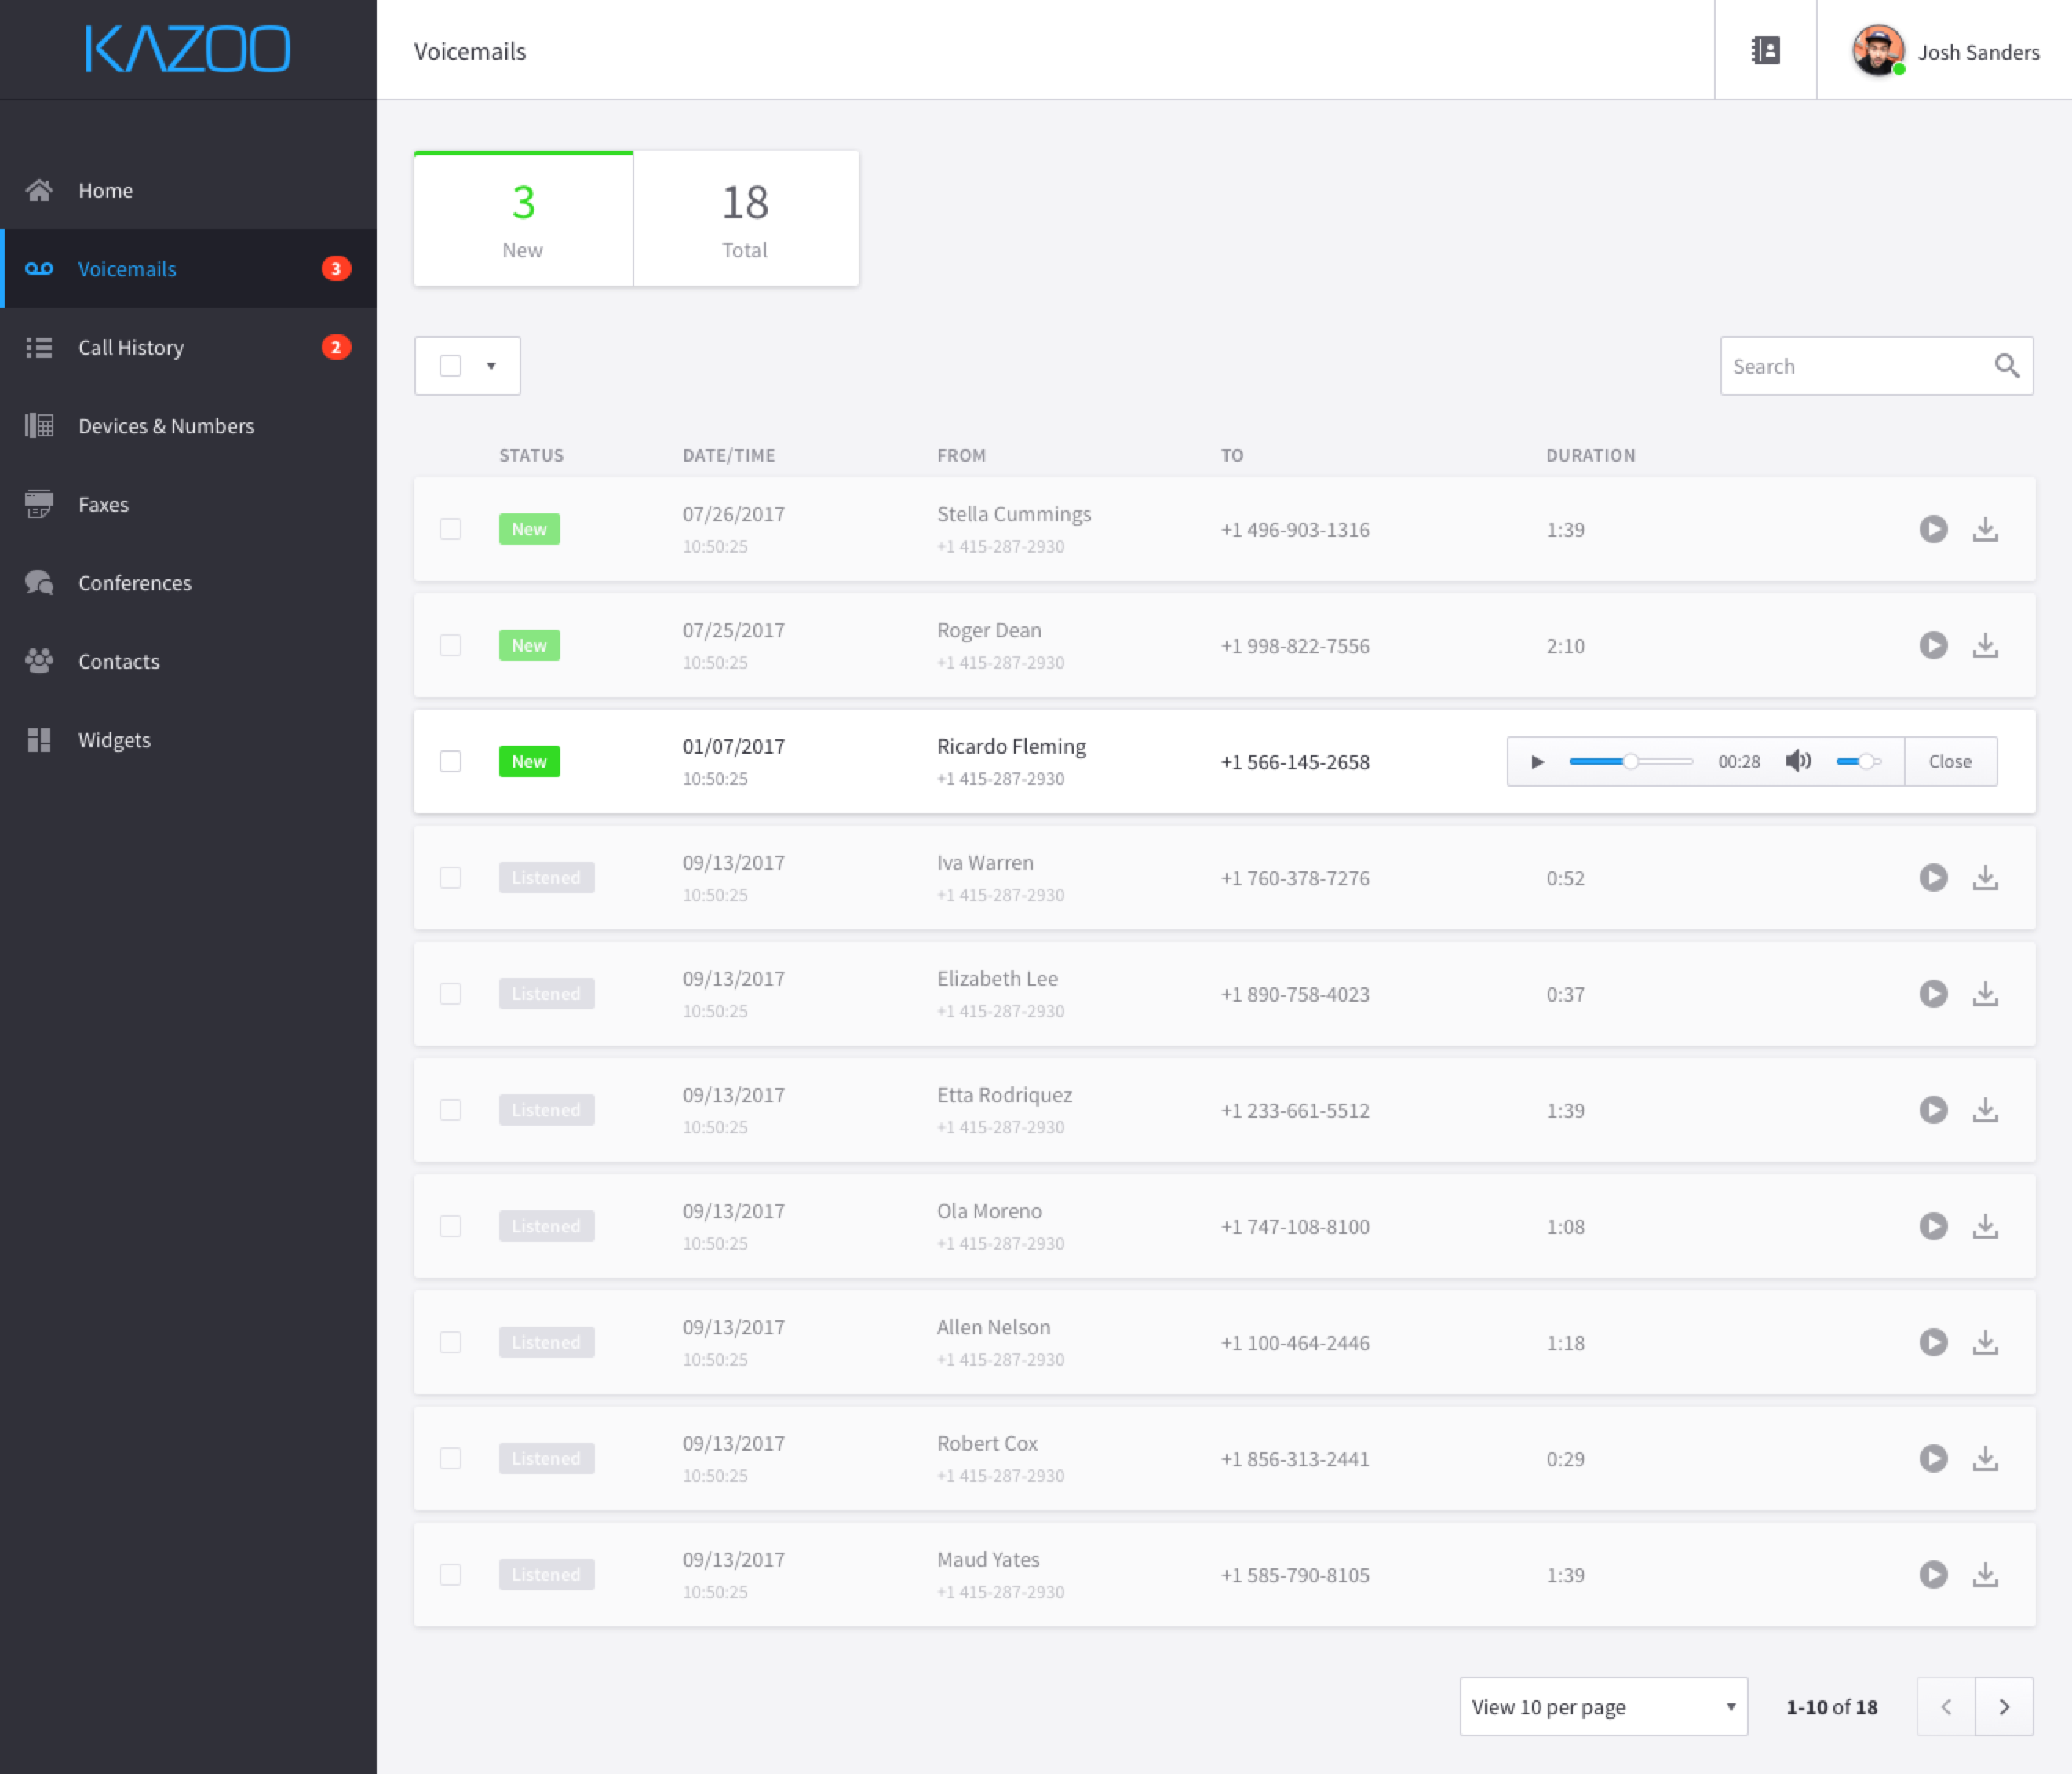 KAZOO
Voicemails
Josh Sanders
Home
Voicemails 3
Call History 2
Devices & Numbers
Faxes
Conferences
Contacts
Widgets
3 18
New Total
Search
STATUS DATE/TIME FROM TO DURATION
New 07/26/2017 Stella Cummings +1 496-903-1316 1:39
10:50:25 +1 415-287-2930
New 07/25/2017 Roger Dean +1 998-822-7556 2:10
10:50:25 +1 415-287-2930
New 01/07/2017 Ricardo Fleming +1 566-145-2658 00:28 Close
10:50:25 +1 415-287-2930
Listened 09/13/2017 Iva Warren +1 760-378-7276 0:52
10:50:25 +1 415-287-2930
Listened 09/13/2017 Elizabeth Lee +1 890-758-4023 0:37
10:50:25 +1 415-287-2930
Listened 09/13/2017 Etta Rodriquez +1 233-661-5512 1:39
10:50:25 +1 415-287-2930
Listened 09/13/2017 Ola Moreno +1 747-108-8100 1:08
10:50:25 +1 415-287-2930
Listened 09/13/2017 Allen Nelson +1 100-464-2446 1:18
10:50:25 +1 415-287-2930
Listened 09/13/2017 Robert Cox +1 856-313-2441 0:29
10:50:25 +1 415-287-2930
Listened 09/13/2017 Maud Yates +1 585-790-8105 1:39
10:50:25 +1 415-287-2930
View 10 per page 1-10 of 18